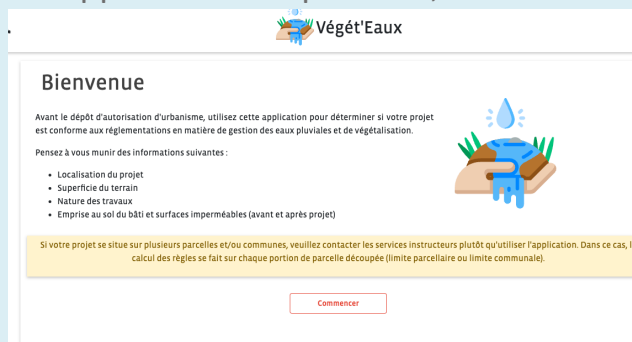 Végét'Eaux
Bienvenue
Avant le dépôt d'autorisation d'urbanisme, utilisez cette application pour déterminer si votre projet
est conforme aux réglementations en matière de gestion des eaux pluviales et de végétalisation.
Pensez à vous munir des informations suivantes :
• Localisation du projet
• Superficie du terrain
• Nature des travaux
• Emprise au sol du bâti et surfaces imperméables (avant et après projet)
Si votre projet se situe sur plusieurs parcelles et/ou communes, veuillez contacter les services instructeurs plutôt qu'utiliser l'application. Dans ce cas, l
calcul des règles se fait sur chaque portion de parcelle découpée (limite parcellaire ou limite communale).
Commencer